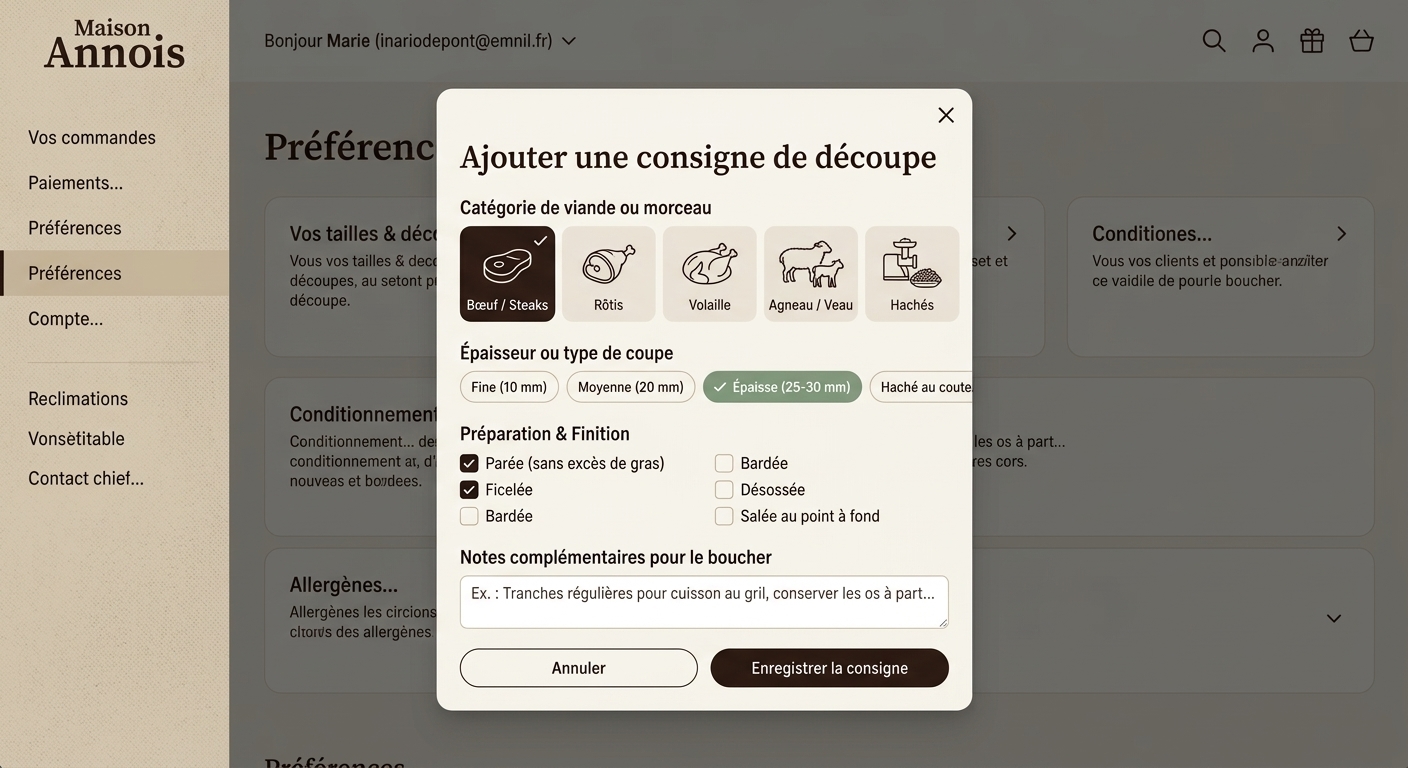 Maison
Annois
Bonjour Marie (inariodepont@emnil.fr)
Vos commandes
Paiements...
Préférences
Préférences
Compte...
Reclimations
Vonsètitable
Contact chief...
Préférenc
Vos tailles & déco
Vous vos tailles & deco
découpes, au setont p
découpe.
set et
Conditiones...
Vous vos clients et ponsible-anziter
ce vaidile de pourle boucher.
Conditionnement
Conditionnement... des
conditionnement at, d'i
nouveas et bordees.
les os à part...
res cors.
Allergènes...
Allergènes les circions
cltorvs des allergènes
Préférences
Ajouter une consigne de découpe
Catégorie de viande ou morceau
Bœuf / Steaks
Rôtis
Volaille
Agneau / Veau
Hachés
Épaisseur ou type de coupe
Fine (10 mm)
Moyenne (20 mm)
Épaisse (25-30 mm)
Haché au coute
Préparation & Finition
Parée (sans excès de gras)
Bardée
Ficelée
Désossée
Bardée
Salée au point à fond
Notes complémentaires pour le boucher
Ex. : Tranches régulières pour cuisson au gril, conserver les os à part...
Annuler
Enregistrer la consigne